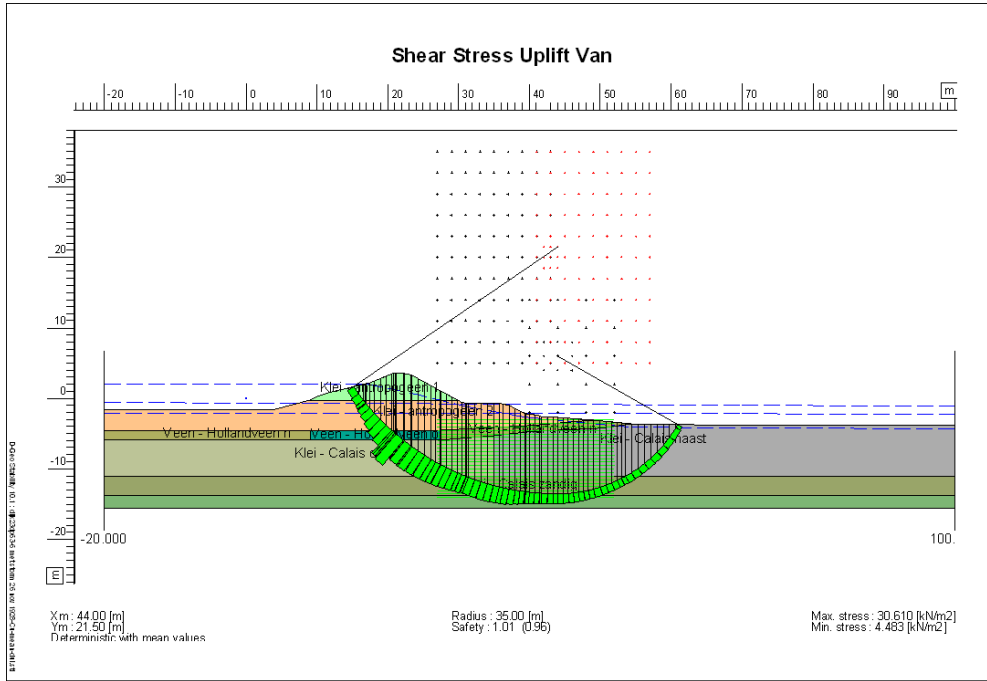 Shear Stress Uplift Van
-20 -10 0 10 20 30 40 50 60 70 80 90 m
30
20
10
0
-10
-20
m
Klei - antropogeen 1
Klei - antropogeen 2
Veen - Hollandveen n
Klei - Calais
Calais zandig
-20.000 100.
Xm : 44.00 [m] Radius : 35.00 [m] Max. stress : 30.610 [kN/m2]
Ym : 21.50 [m] Safety : 1.01 (0.96) Min. stress : 4.483 [kN/m2]
Deterministic with mean values